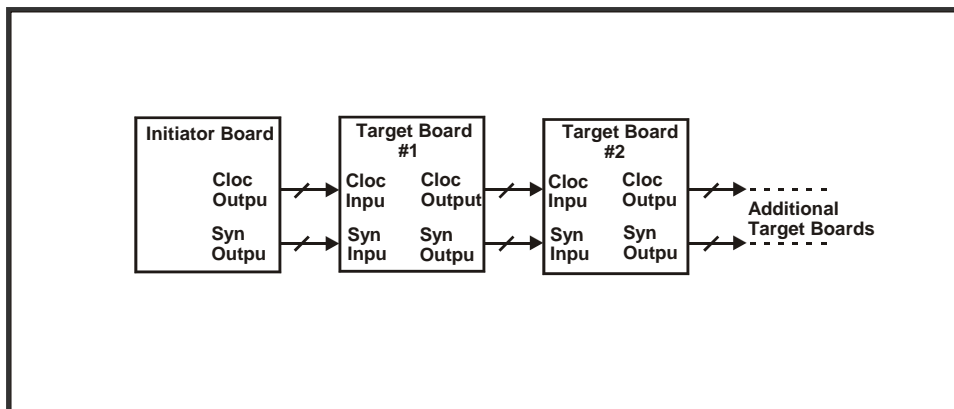 Initiator Board
Cloc
Outpu
Syn
Outpu
Target Board
#1
Cloc
Inpu
Cloc
Output
Syn
Inpu
Syn
Outpu
Target Board
#2
Cloc
Inpu
Cloc
Outpu
Syn
Inpu
Syn
Outpu
Additional
Target Boards